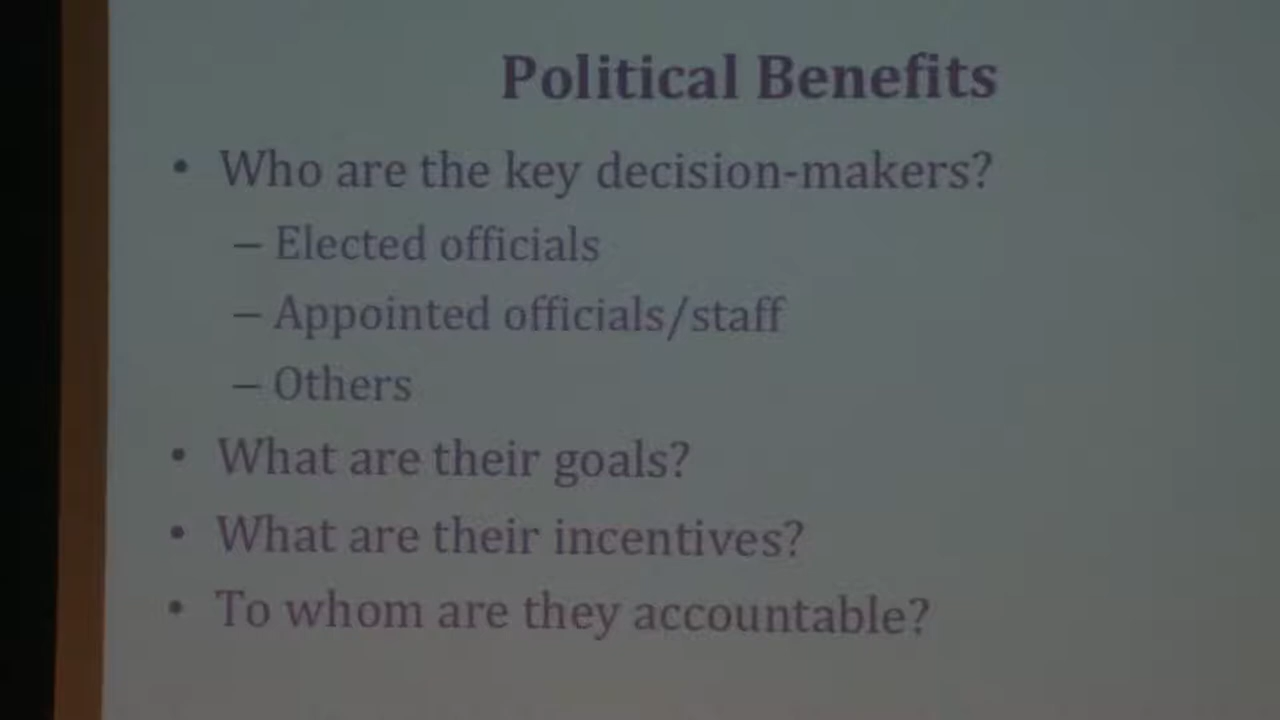 Political Benefits
• Who are the key decision-makers?
– Elected officials
– Appointed officials/staff
– Others
• What are their goals?
• What are their incentives?
• To whom are they accountable?